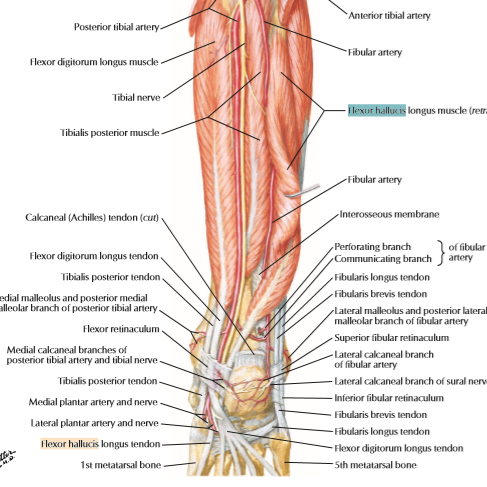 Posterior tibial artery
Flexor digitorum longus muscle
Tibial nerve
Tibialis posterior muscle
Calcaneal (Achilles) tendon (cut)
Flexor digitorum longus tendon
Tibialis posterior tendon
malleolus and posterior medial
branch of posterior tibial artery
Flexor retinaculum
Medial calcaneal branches of
posterior tibial artery and tibial nerve
Tibialis posterior tendon
Medial plantar artery and nerve
Lateral plantar artery and nerve
Flexor hallucis longus tendon
1st metatarsal bone
Anterior tibial artery
Fibular artery
Flexor hallucis longus muscle (retra
Fibular artery
Interosseous membrane
Perforating branch
Communicating branch
of fibular
artery
Fibularis longus tendon
Fibularis brevis tendon
Lateral malleolus and posterior lateral
malleolar branch of fibular artery
Superior fibular retinaculum
Lateral calcaneal branch
of fibular artery
Lateral calcaneal branch of sural nerve
Inferior fibular retinaculum
Fibularis brevis tendon
Fibularis longus tendon
Flexor digitorum longus tendon
5th metatarsal bone